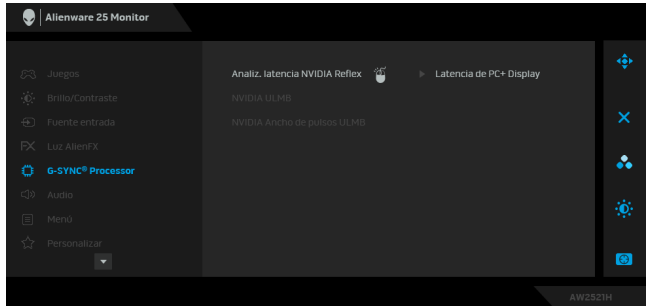 Alienware 25 Monitor
Juegos
Analiz. latencia NVIDIA Reflex
Latencia de PC+ Display
Brillo/Contraste
NVIDIA ULMB
Fuente entrada
NVIDIA Ancho de pulsos ULMB
FX Luz AlienFX
G-SYNC® Processor
Audio
Menú
Personalizar
AW2521H